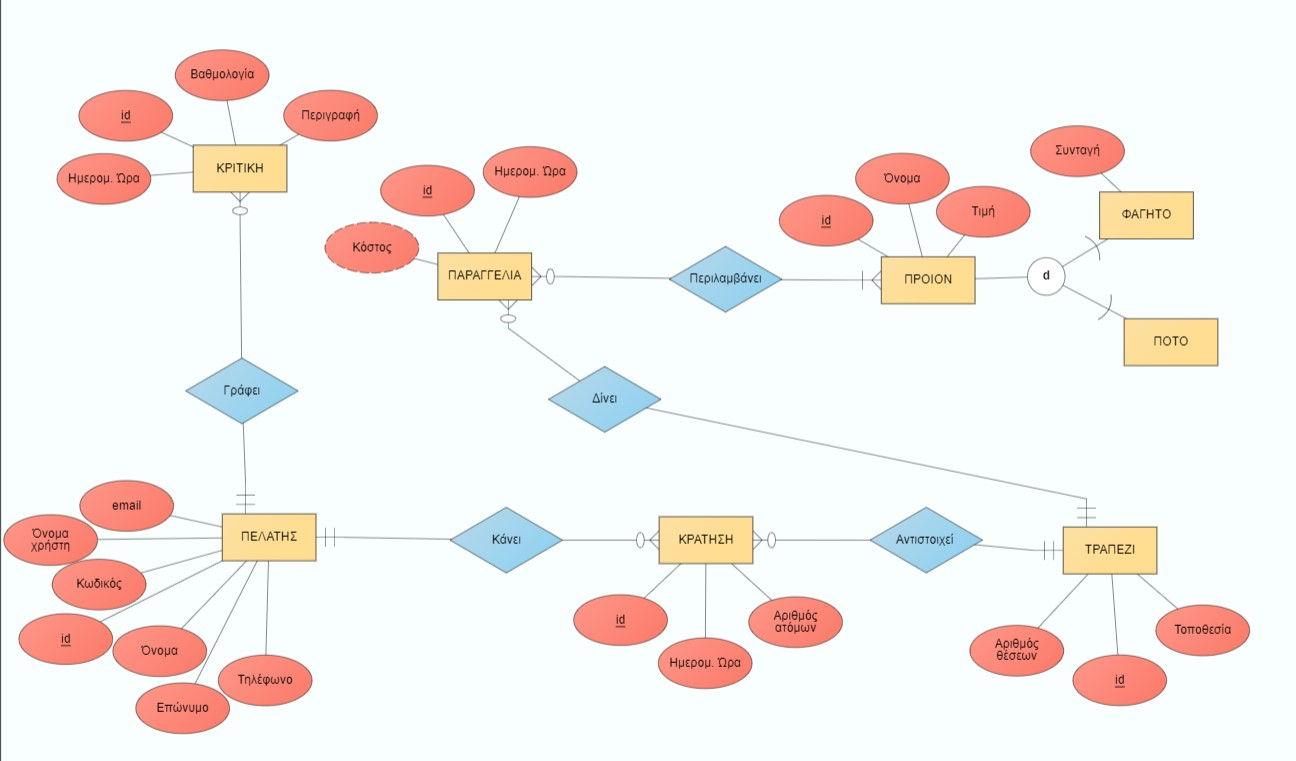 Βαθμολογία
id
Περιγραφή
Ημερομ. Ώρα
ΚΡΙΤΙΚΗ
id
Ημερομ. Ώρα
Κόστος
ΠΑΡΑΓΓΕΛΙΑ
Περιλαμβάνει
id
Όνομα
Τιμή
ΠΡΟΙΟΝ
d
Συνταγή
ΦΑΓΗΤΟ
ΠΟΤΟ
Γράφει
Δίνει
email
Όνομα
χρήστη
Κωδικός
id
Όνομα
Επώνυμο
Τηλέφωνο
ΠΕΛΑΤΗΣ
Κάνει
ΚΡΑΤΗΣΗ
id
Ημερομ. Ώρα
Αριθμός
ατόμων
Αντιστοιχεί
ΤΡΑΠΕΖΙ
Αριθμός
θέσεων
id
Τοποθεσία